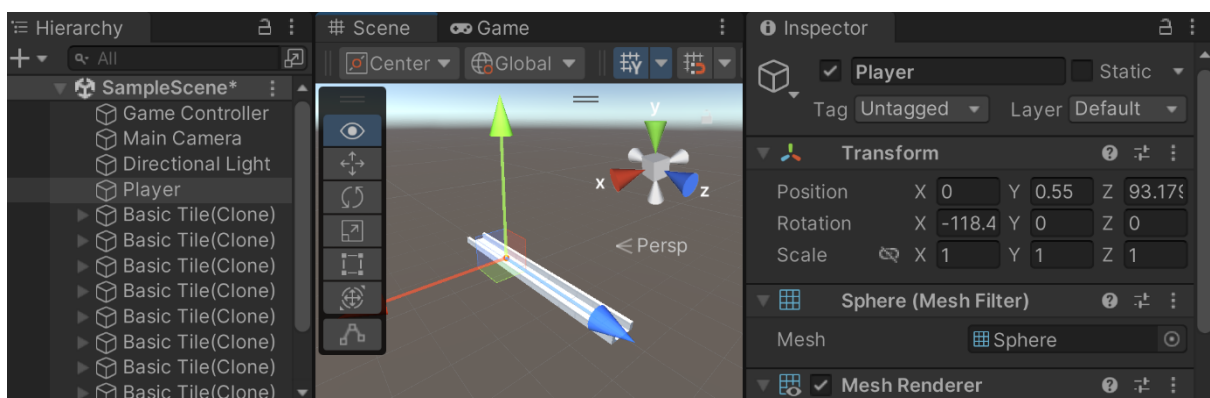 Hierarchy
All
SampleScene*
Game Controller
Main Camera
Directional Light
Player
Basic Tile(Clone)
Basic Tile(Clone)
Basic Tile(Clone)
Basic Tile(Clone)
Basic Tile(Clone)
Basic Tile(Clone)
Basic Tile(Clone)
Basic Tile(Clone)
Scene Game
Center Global
y
x z
Persp
Inspector
Player Static
Tag Untagged Layer Default
Transform
Position X 0 Y 0.55 Z 93.179
Rotation X -118.4 Y 0 Z 0
Scale X 1 Y 1 Z 1
Sphere (Mesh Filter)
Mesh Sphere
Mesh Renderer